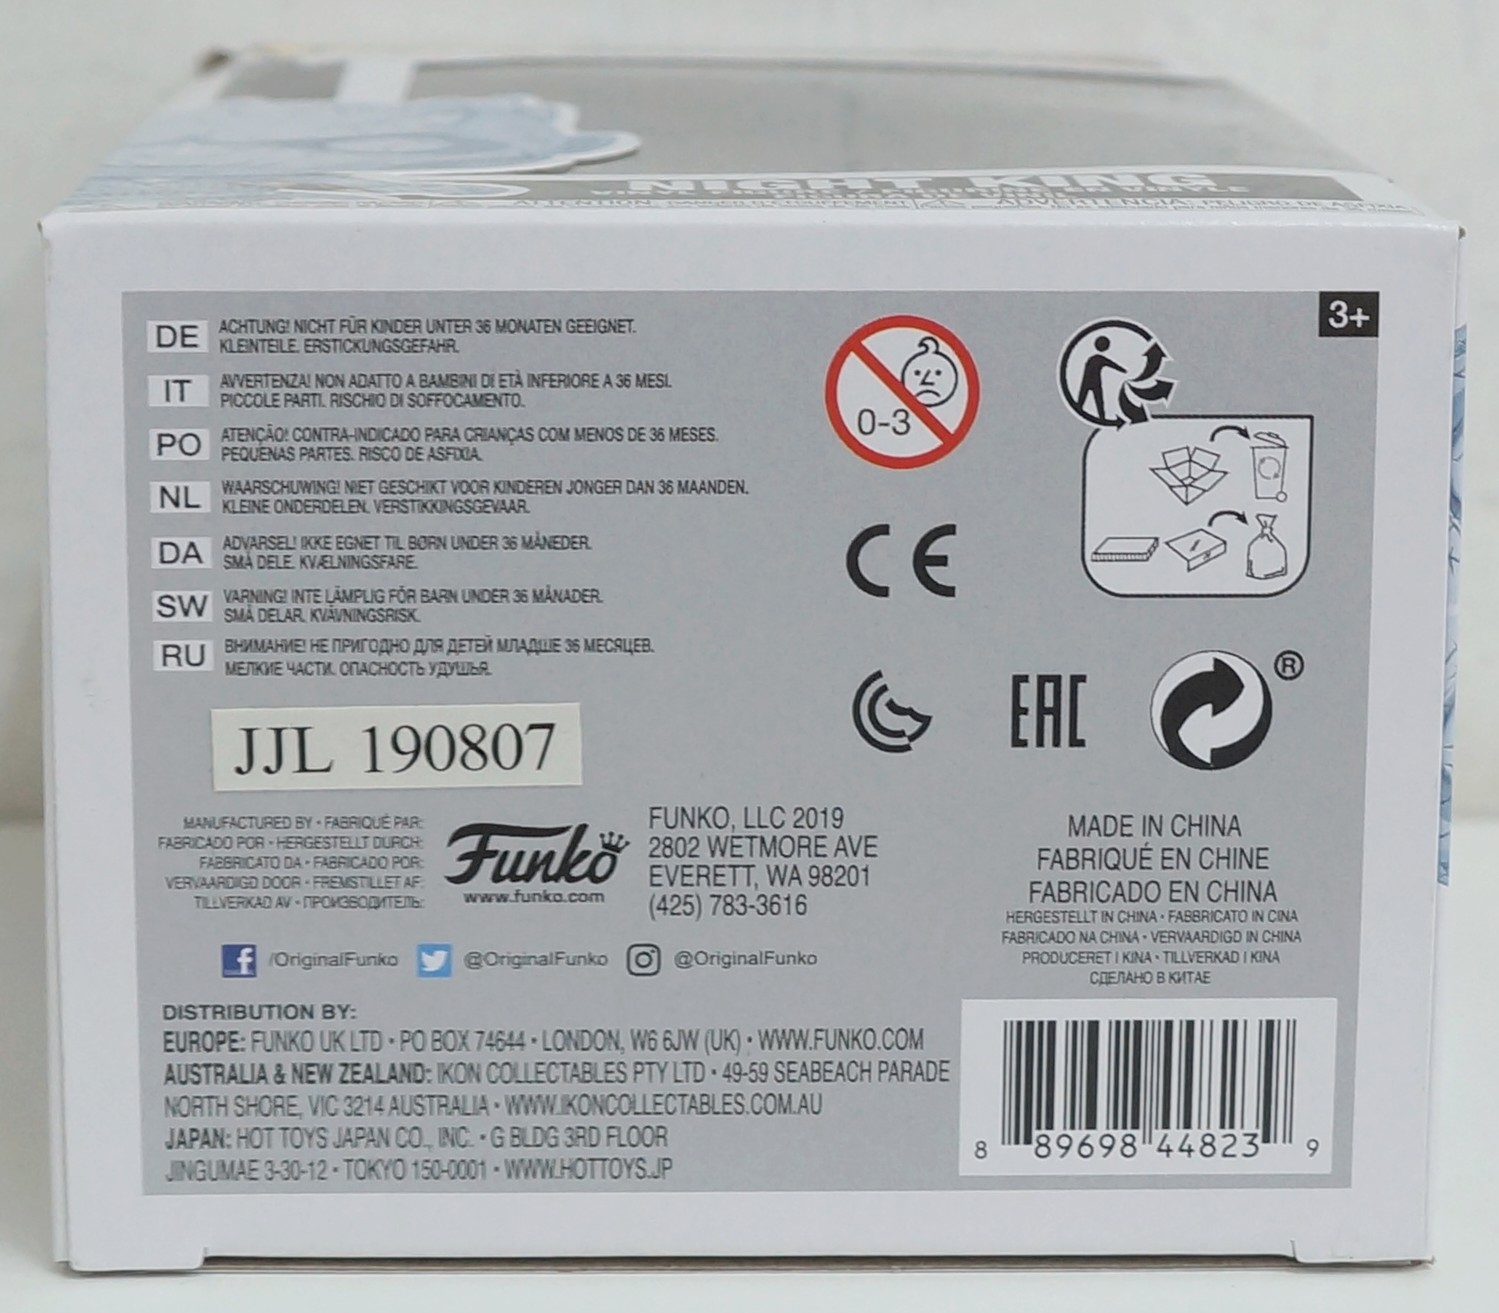 NIGHT KING
3+
DE ACHTUNG! NICHT FÜR KINDER UNTER 36 MONATEN GEEIGNET.
KLEINTEILE. ERSTICKUNGSGEFAHR.
IT AVVERTENZA! NON ADATTO A BAMBINI DI ETÀ INFERIORE A 36 MESI.
PICCOLE PARTI. RISCHIO DI SOFFOCAMENTO.
PO ATENÇÃO! CONTRA-INDICADO PARA CRIANÇAS COM MENOS DE 36 MESES.
PEQUENAS PARTES. RISCO DE ASFIXIA.
NL WAARSCHUWING! NIET GESCHIKT VOOR KINDEREN JONGER DAN 36 MAANDEN.
KLEINE ONDERDELEN. VERSTIKKINGSGEVAAR.
DA ADVARSEL! IKKE EGNET TIL BØRN UNDER 36 MÅNEDER.
SMÅ DELE. KVÆLNINGSFARE.
SW VARNING! INTE LÄMPLIG FÖR BARN UNDER 36 MÅNADER.
SMÅ DELAR. KVÄVNINGSRISK.
RU ВНИМАНИЕ! НЕ ПРИГОДНО ДЛЯ ДЕТЕЙ МЛАДШЕ 36 МЕСЯЦЕВ.
МЕЛКИЕ ЧАСТИ. ОПАСНОСТЬ УДУШЬЯ.
0-3
CE
EAC
®
JJL 190807
MANUFACTURED BY • FABRIQUÉ PAR:
FABRICADO POR • HERGESTELLT DURCH:
FABBRICATO DA • FABRICADO POR:
VERVAARDIGD DOOR • FREMSTILLET AF:
TILLVERKAD AV • ПРОИЗВОДИТЕЛЬ:
Funko
www.funko.com
FUNKO, LLC 2019
2802 WETMORE AVE
EVERETT, WA 98201
(425) 783-3616
MADE IN CHINA
FABRIQUÉ EN CHINE
FABRICADO EN CHINA
HERGESTELLT IN CHINA • FABBRICATO IN CINA
FABRICADO NA CHINA • VERVAARDIGD IN CHINA
PRODUCERET I KINA • TILLVERKAD I KINA
СДЕЛАНО В КИТАЕ
/OriginalFunko @OriginalFunko @OriginalFunko
DISTRIBUTION BY:
EUROPE: FUNKO UK LTD • PO BOX 74644 • LONDON, W6 6JW (UK) • WWW.FUNKO.COM
AUSTRALIA & NEW ZEALAND: IKON COLLECTABLES PTY LTD • 49-59 SEABEACH PARADE
NORTH SHORE, VIC 3214 AUSTRALIA • WWW.IKONCOLLECTABLES.COM.AU
JAPAN: HOT TOYS JAPAN CO., INC. • G BLDG 3RD FLOOR
JINGUMAE 3-30-12 • TOKYO 150-0001 • WWW.HOTTOYS.JP
8 89698 44823 9